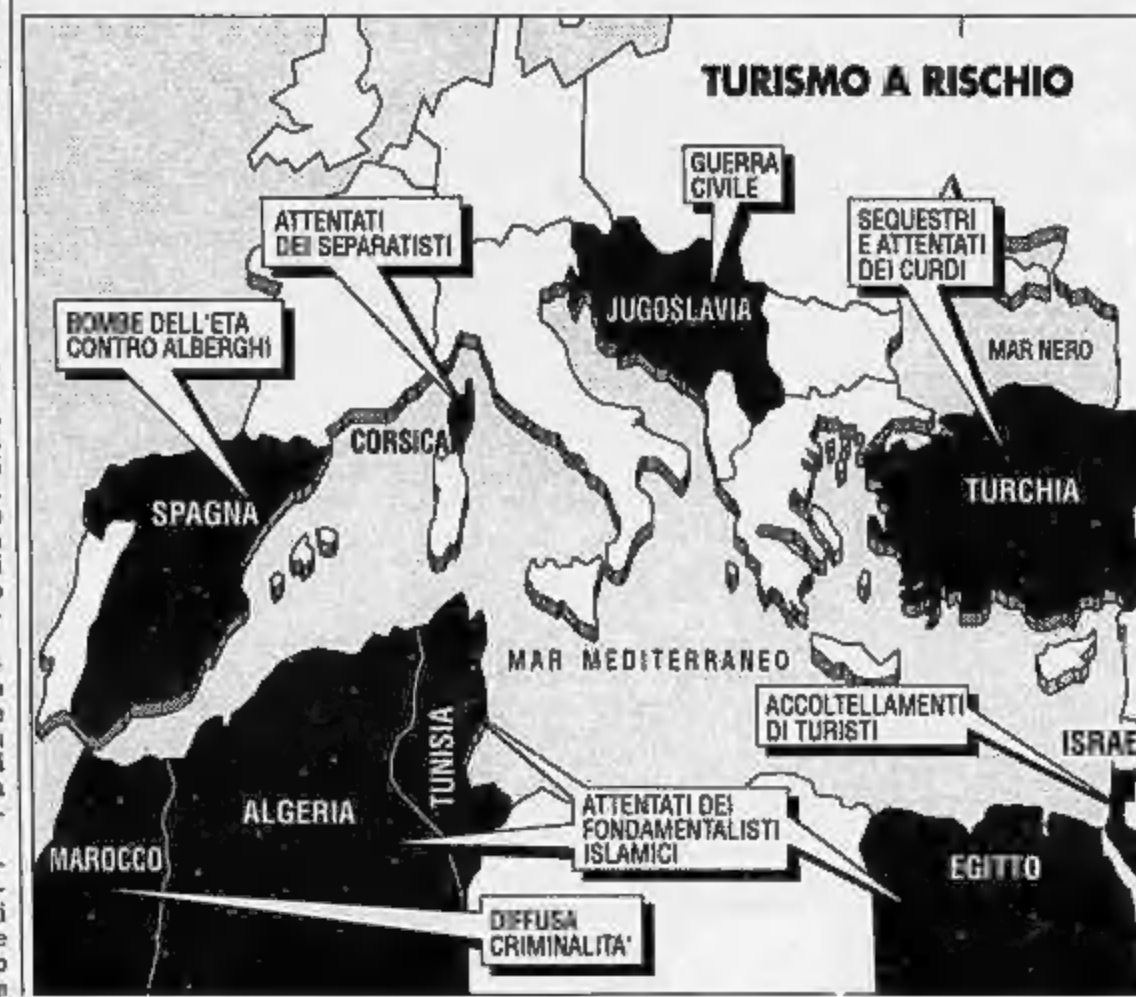 TURISMO A RISCHIO
GUERRA
CIVILE
ATTENTATI
DEI SEPARATISTI
SEQUESTRI
E ATTENTATI
DEI CURDI
BOMBE DELL'ETA
CONTRO ALBERGHI
JUGOSLAVIA
MAR NERO
CORSICA
SPAGNA
TURCHIA
MAR MEDITERRANEO
ACCOLTELLAMENTI
DI TURISTI
ISRAE
TUNISIA
ALGERIA
ATTENTATI DEI
FONDAMENTALISTI
ISLAMICI
MAROCCO
EGITTO
DIFFUSA
CRIMINALITA'